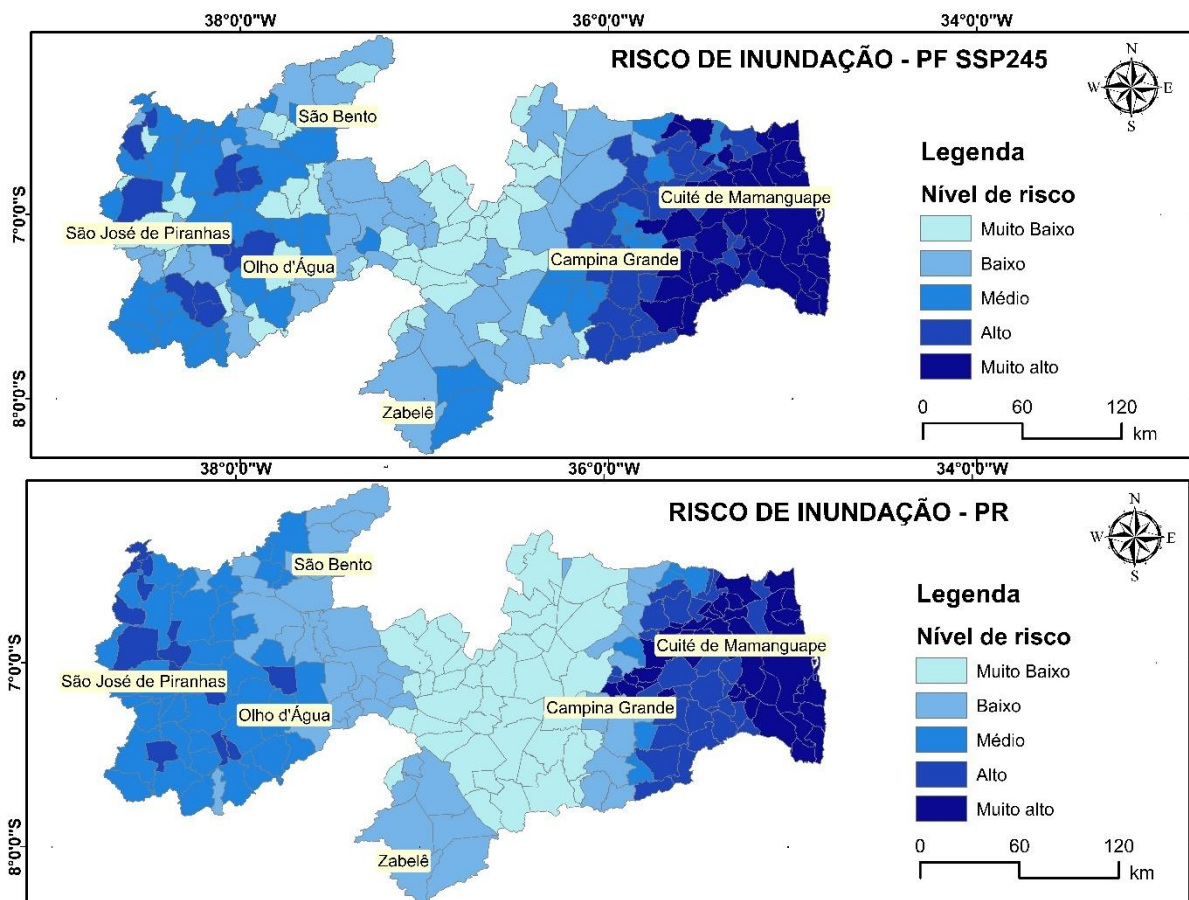 38°0'0"W 36°0'0"W 34°0'0"W
RISCO DE INUNDAÇÃO - PF SSP245
N
W E
S
7°0'0"S
8°0'0"S
São Bento
São José de Piranhas
Olho d'Água
Zabelê
Campina Grande
Cuité de Mamanguape
Legenda
Nível de risco
Muito Baixo
Baixo
Médio
Alto
Muito alto
0 60 120
km
38°0'0"W 36°0'0"W 34°0'0"W
RISCO DE INUNDAÇÃO - PR
N
W E
S
7°0'0"S
8°0'0"S
São Bento
São José de Piranhas
Olho d'Água
Zabelê
Campina Grande
Cuité de Mamanguape
Legenda
Nível de risco
Muito Baixo
Baixo
Médio
Alto
Muito alto
0 60 120
km